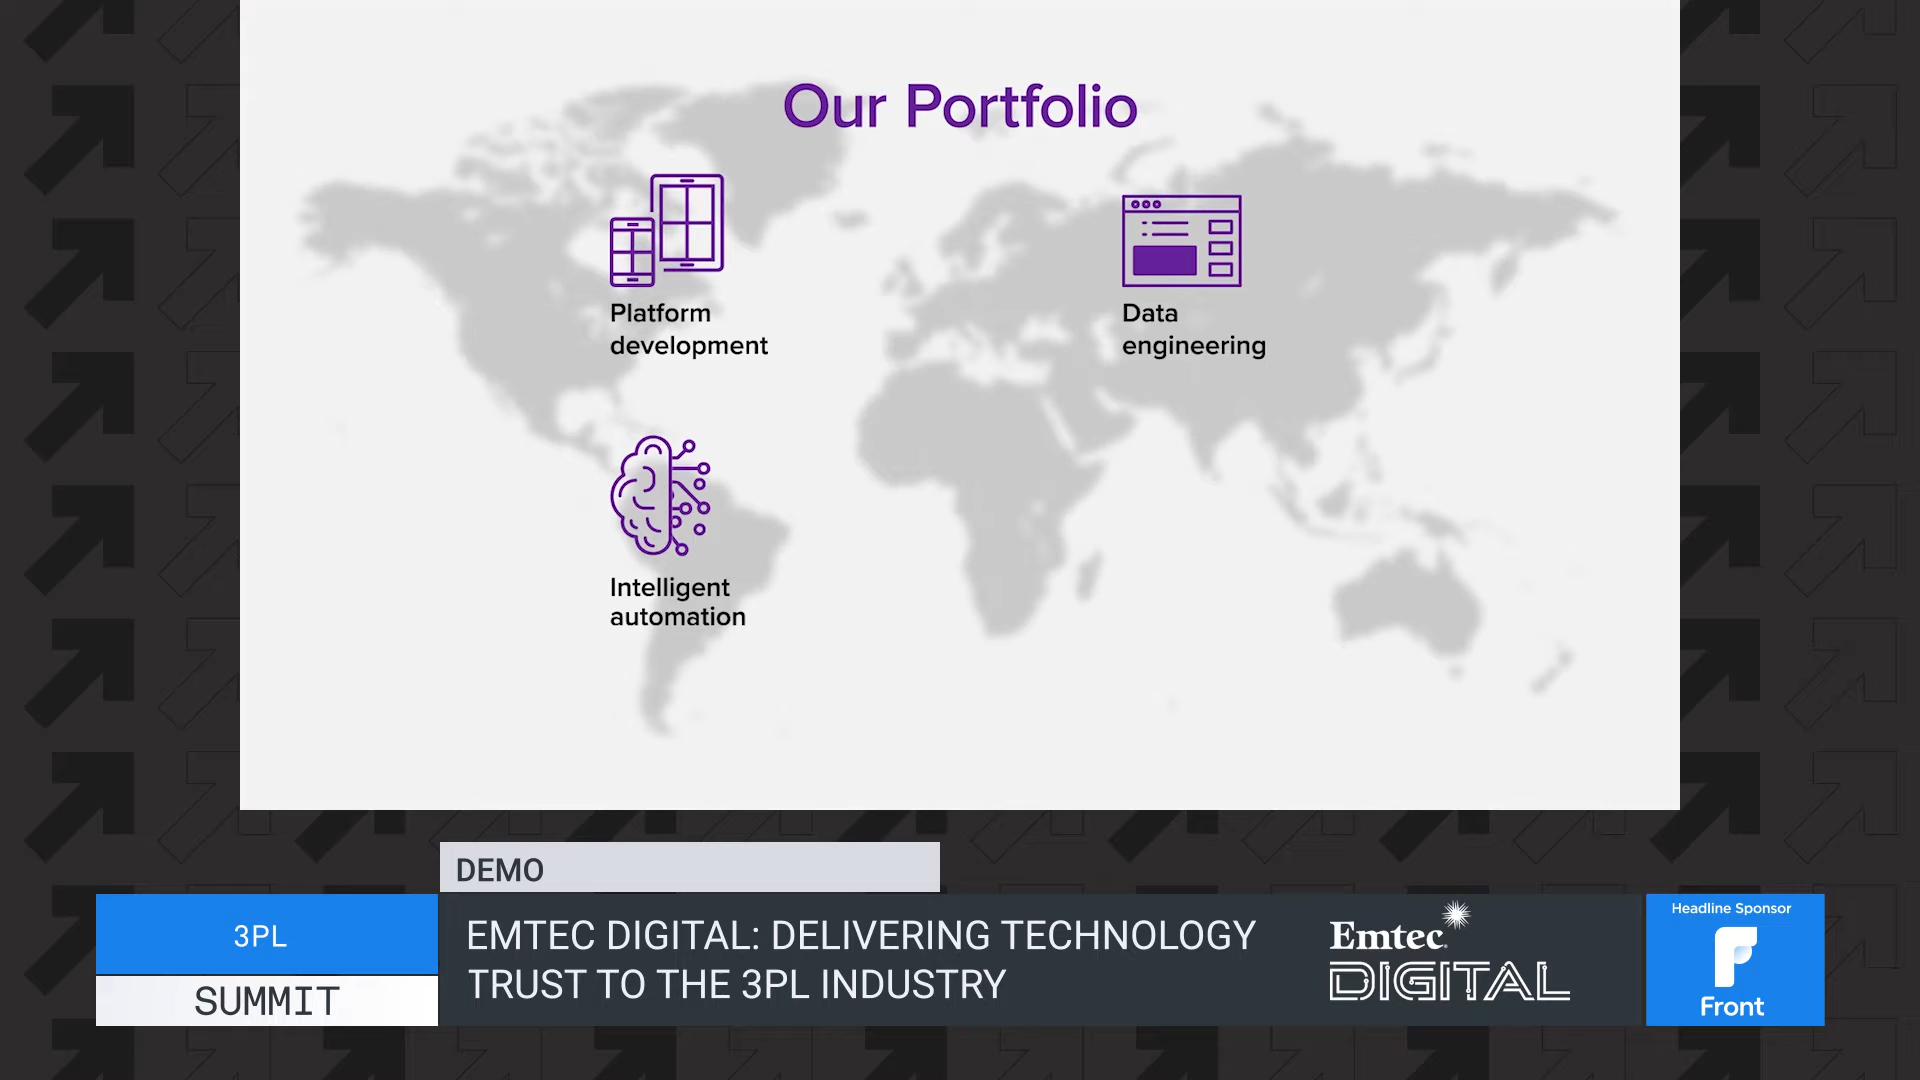 Our Portfolio
Platform
development
Data
engineering
Intelligent
automation
DEMO
3PL
SUMMIT
EMTEC DIGITAL: DELIVERING TECHNOLOGY
TRUST TO THE 3PL INDUSTRY
Emtec
DIGITAL
Headline Sponsor
Front